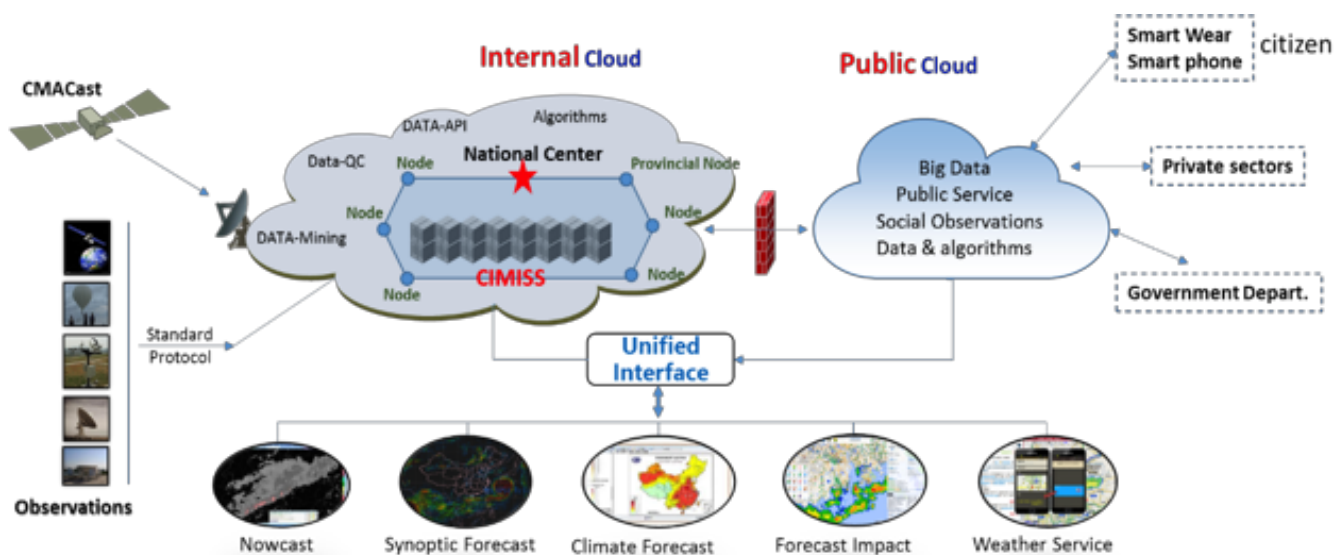 Internal Cloud
Public Cloud
Smart Wear
Smart phone
citizen
CMACast
DATA-API
Algorithms
Data-QC
Node
National Center
Provincial Node
Big Data
Public Service
Social Observations
Data & algorithms
Private sectors
Node
Node
DATA-Mining
CIMISS
Node
Node
Government Depart.
Standard
Protocol
Unified
Interface
Observations
Nowcast
Synoptic Forecast
Climate Forecast
Forecast Impact
Weather Service